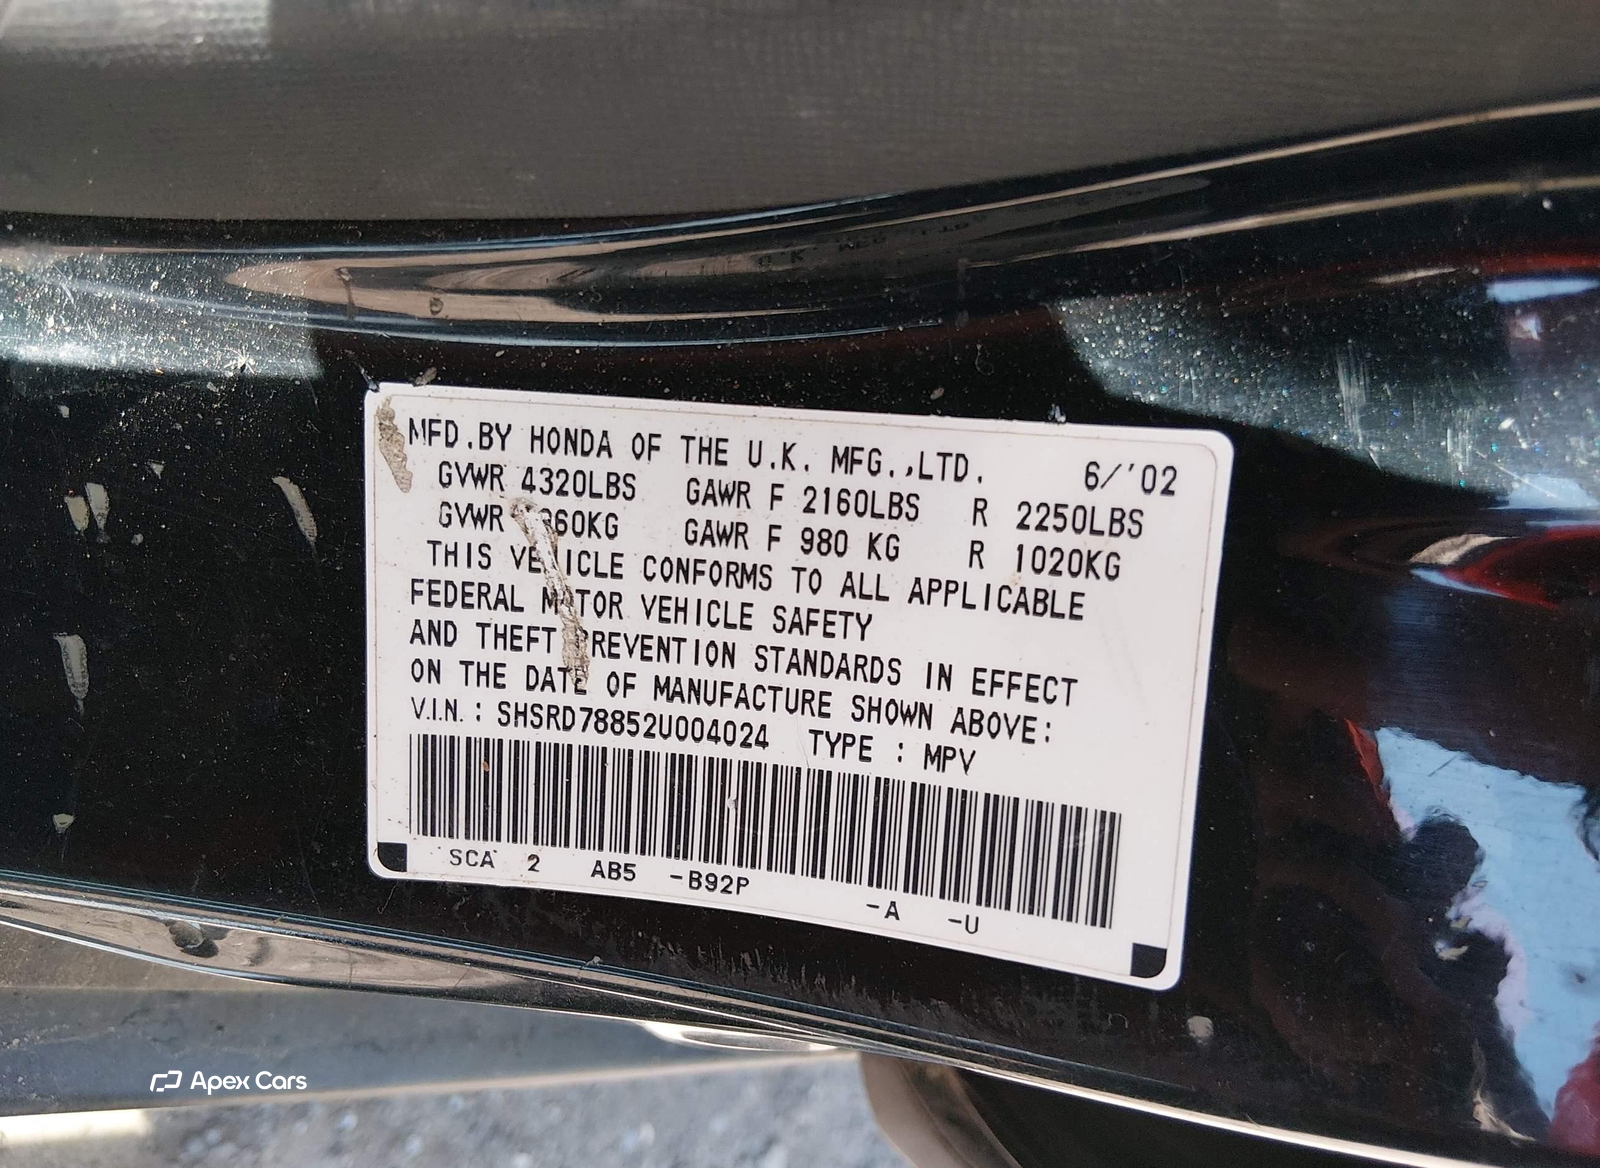 MFD.BY HONDA OF THE U.K. MFG.,LTD. 6/'02
GVWR 4320LBS GAWR F 2160LBS R 2250LBS
GVWR 960KG GAWR F 980 KG R 1020KG
THIS VEHICLE CONFORMS TO ALL APPLICABLE
FEDERAL MOTOR VEHICLE SAFETY
AND THEFT PREVENTION STANDARDS IN EFFECT
ON THE DATE OF MANUFACTURE SHOWN ABOVE:
V.I.N. : SHSRD78852U004024 TYPE : MPV
SCA 2 AB5 -B92P -A -U
Apex Cars